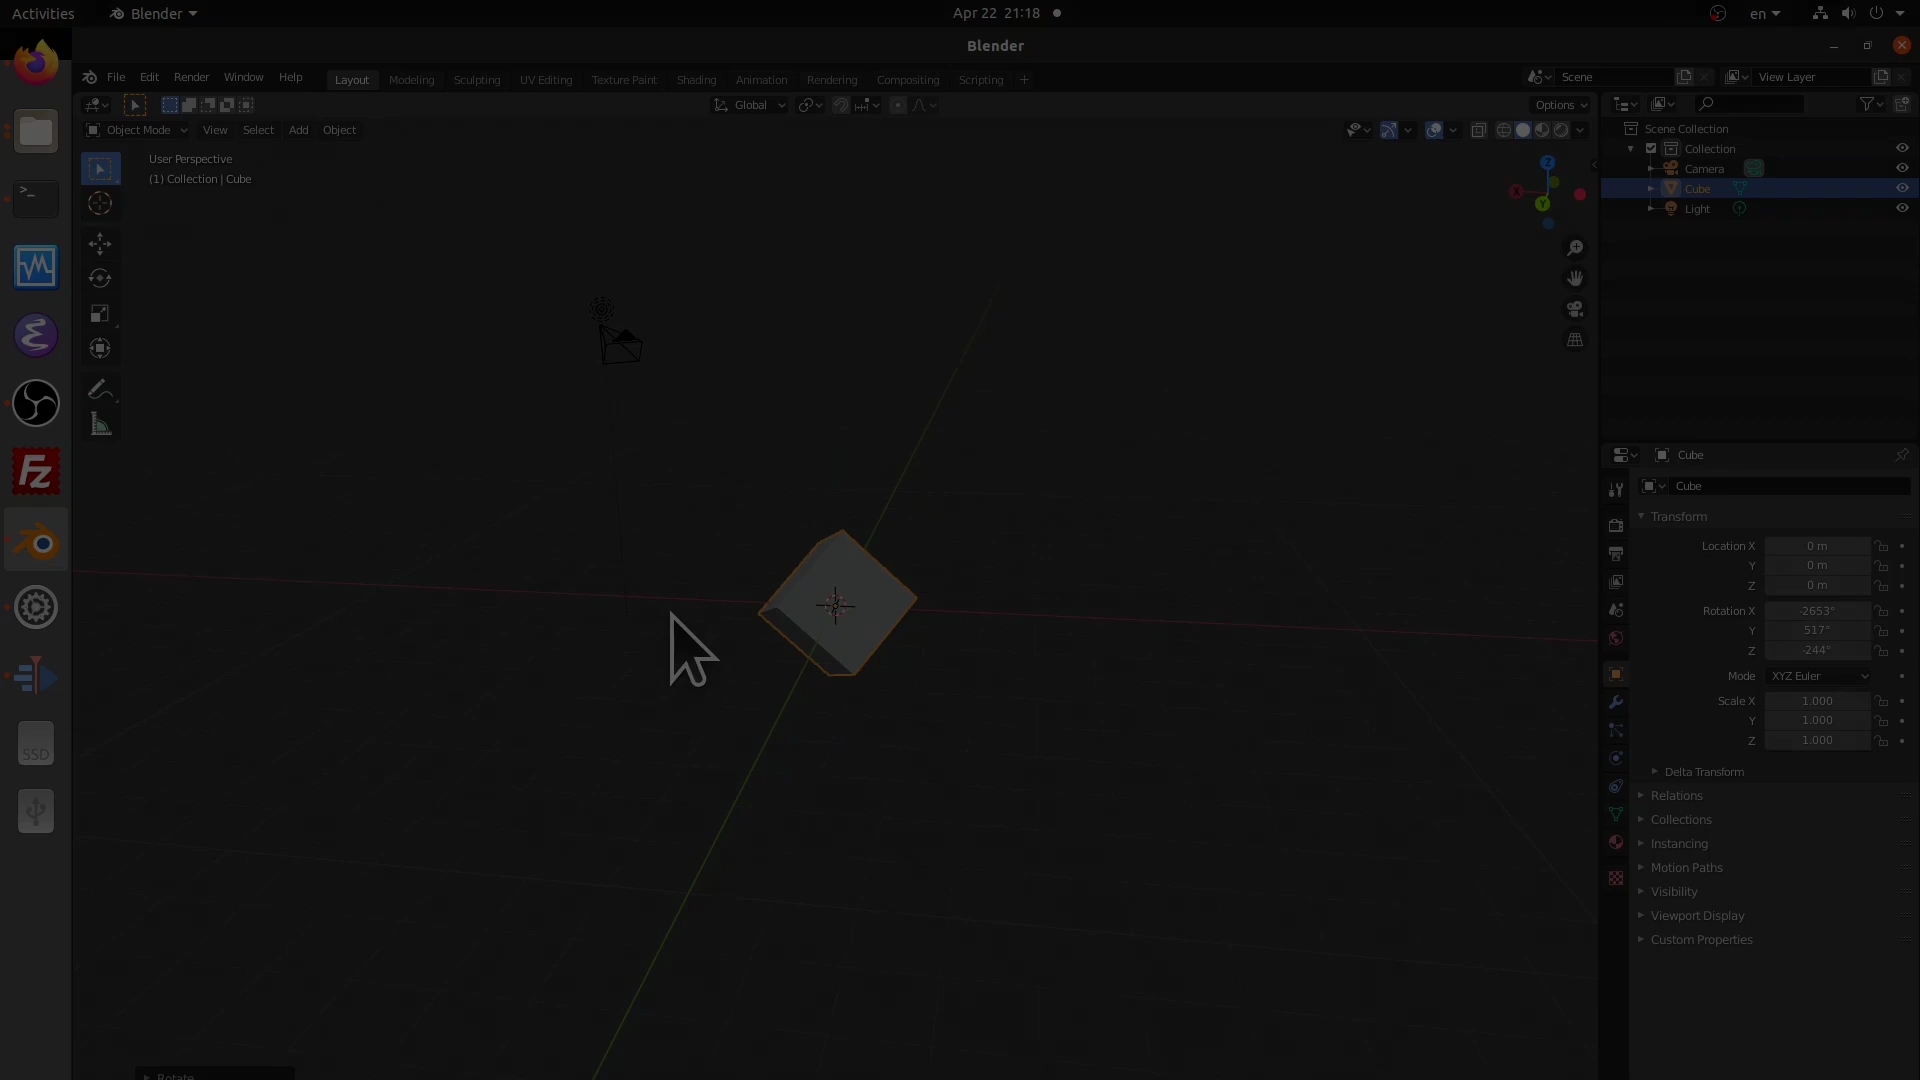 Activities
Blender
Apr 22 21:18
en
Blender
File Edit Render Window Help
Layout Modeling Sculpting UV Editing Texture Paint Shading Animation Rendering Compositing Scripting +
Scene
View Layer
Global
Options
Object Mode View Select Add Object
User Perspective
(1) Collection | Cube
Z
X
Y
Scene Collection
Collection
Camera
Cube
Light
SSD
Fz
Cube
Cube
Transform
Location X 0 m
Y 0 m
Z 0 m
Rotation X -2653°
Y 517°
Z -244°
Mode XYZ Euler
Scale X 1.000
Y 1.000
Z 1.000
Delta Transform
Relations
Collections
Instancing
Motion Paths
Visibility
Viewport Display
Custom Properties
Rotate